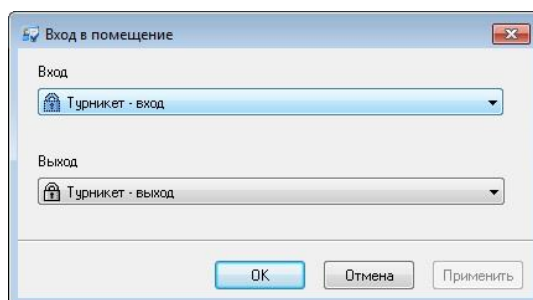 Вход в помещение
Вход
Турникет - вход
Выход
Турникет - выход
OK Отмена Применить